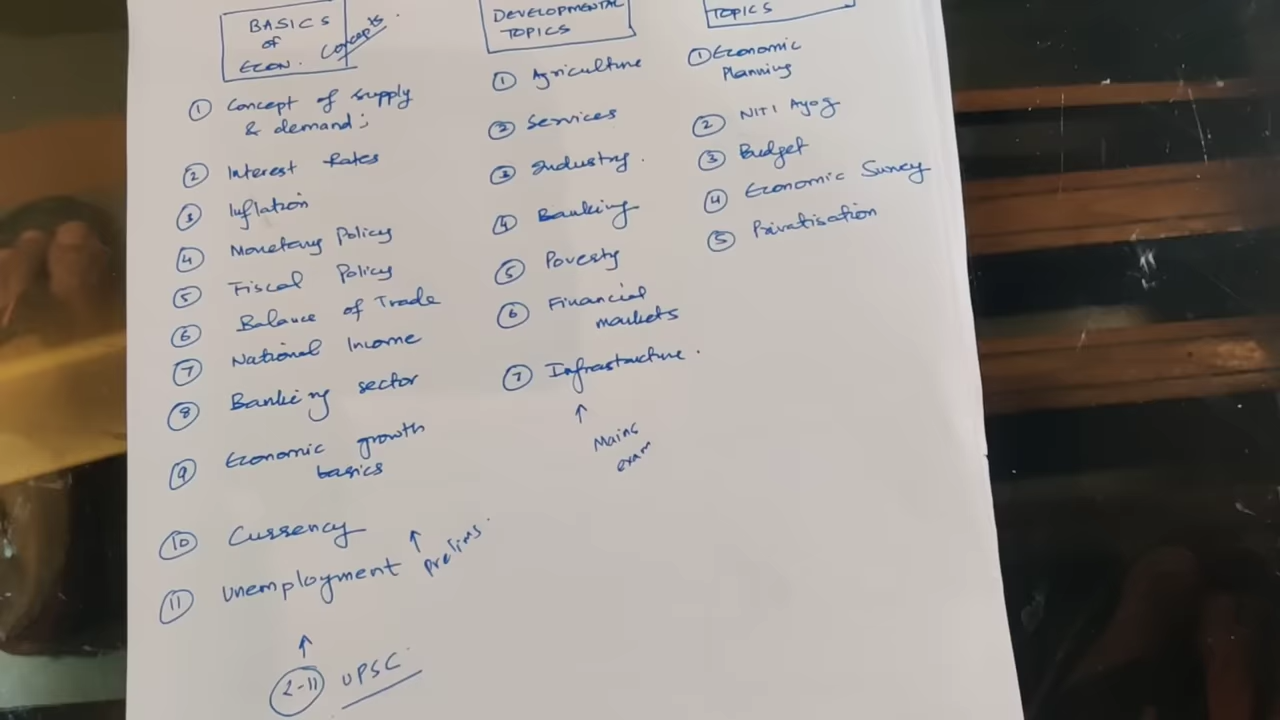 BASICS
of
ECON. Concepts.
① Concept of supply
& demand;
② Interest Rates
③ Inflation
④ Monetary Policy
⑤ Fiscal Policy
⑥ Balance of Trade
⑦ National Income
⑧ Banking sector
⑨ Economic growth
basics
⑩ Currency
⑪ Unemployment
↑
prelims.
↑
2-11 UPSC.
DEVELOPMENTAL
TOPICS
① Agriculture
② Services
③ Industry.
④ Banking
⑤ Poverty
⑥ Financial
markets
⑦ Infrastructure.
↑
Mains
exam
TOPICS
① Economic
Planning
② NITI Ayog
③ Budget
④ Economic Survey
⑤ Privatisation